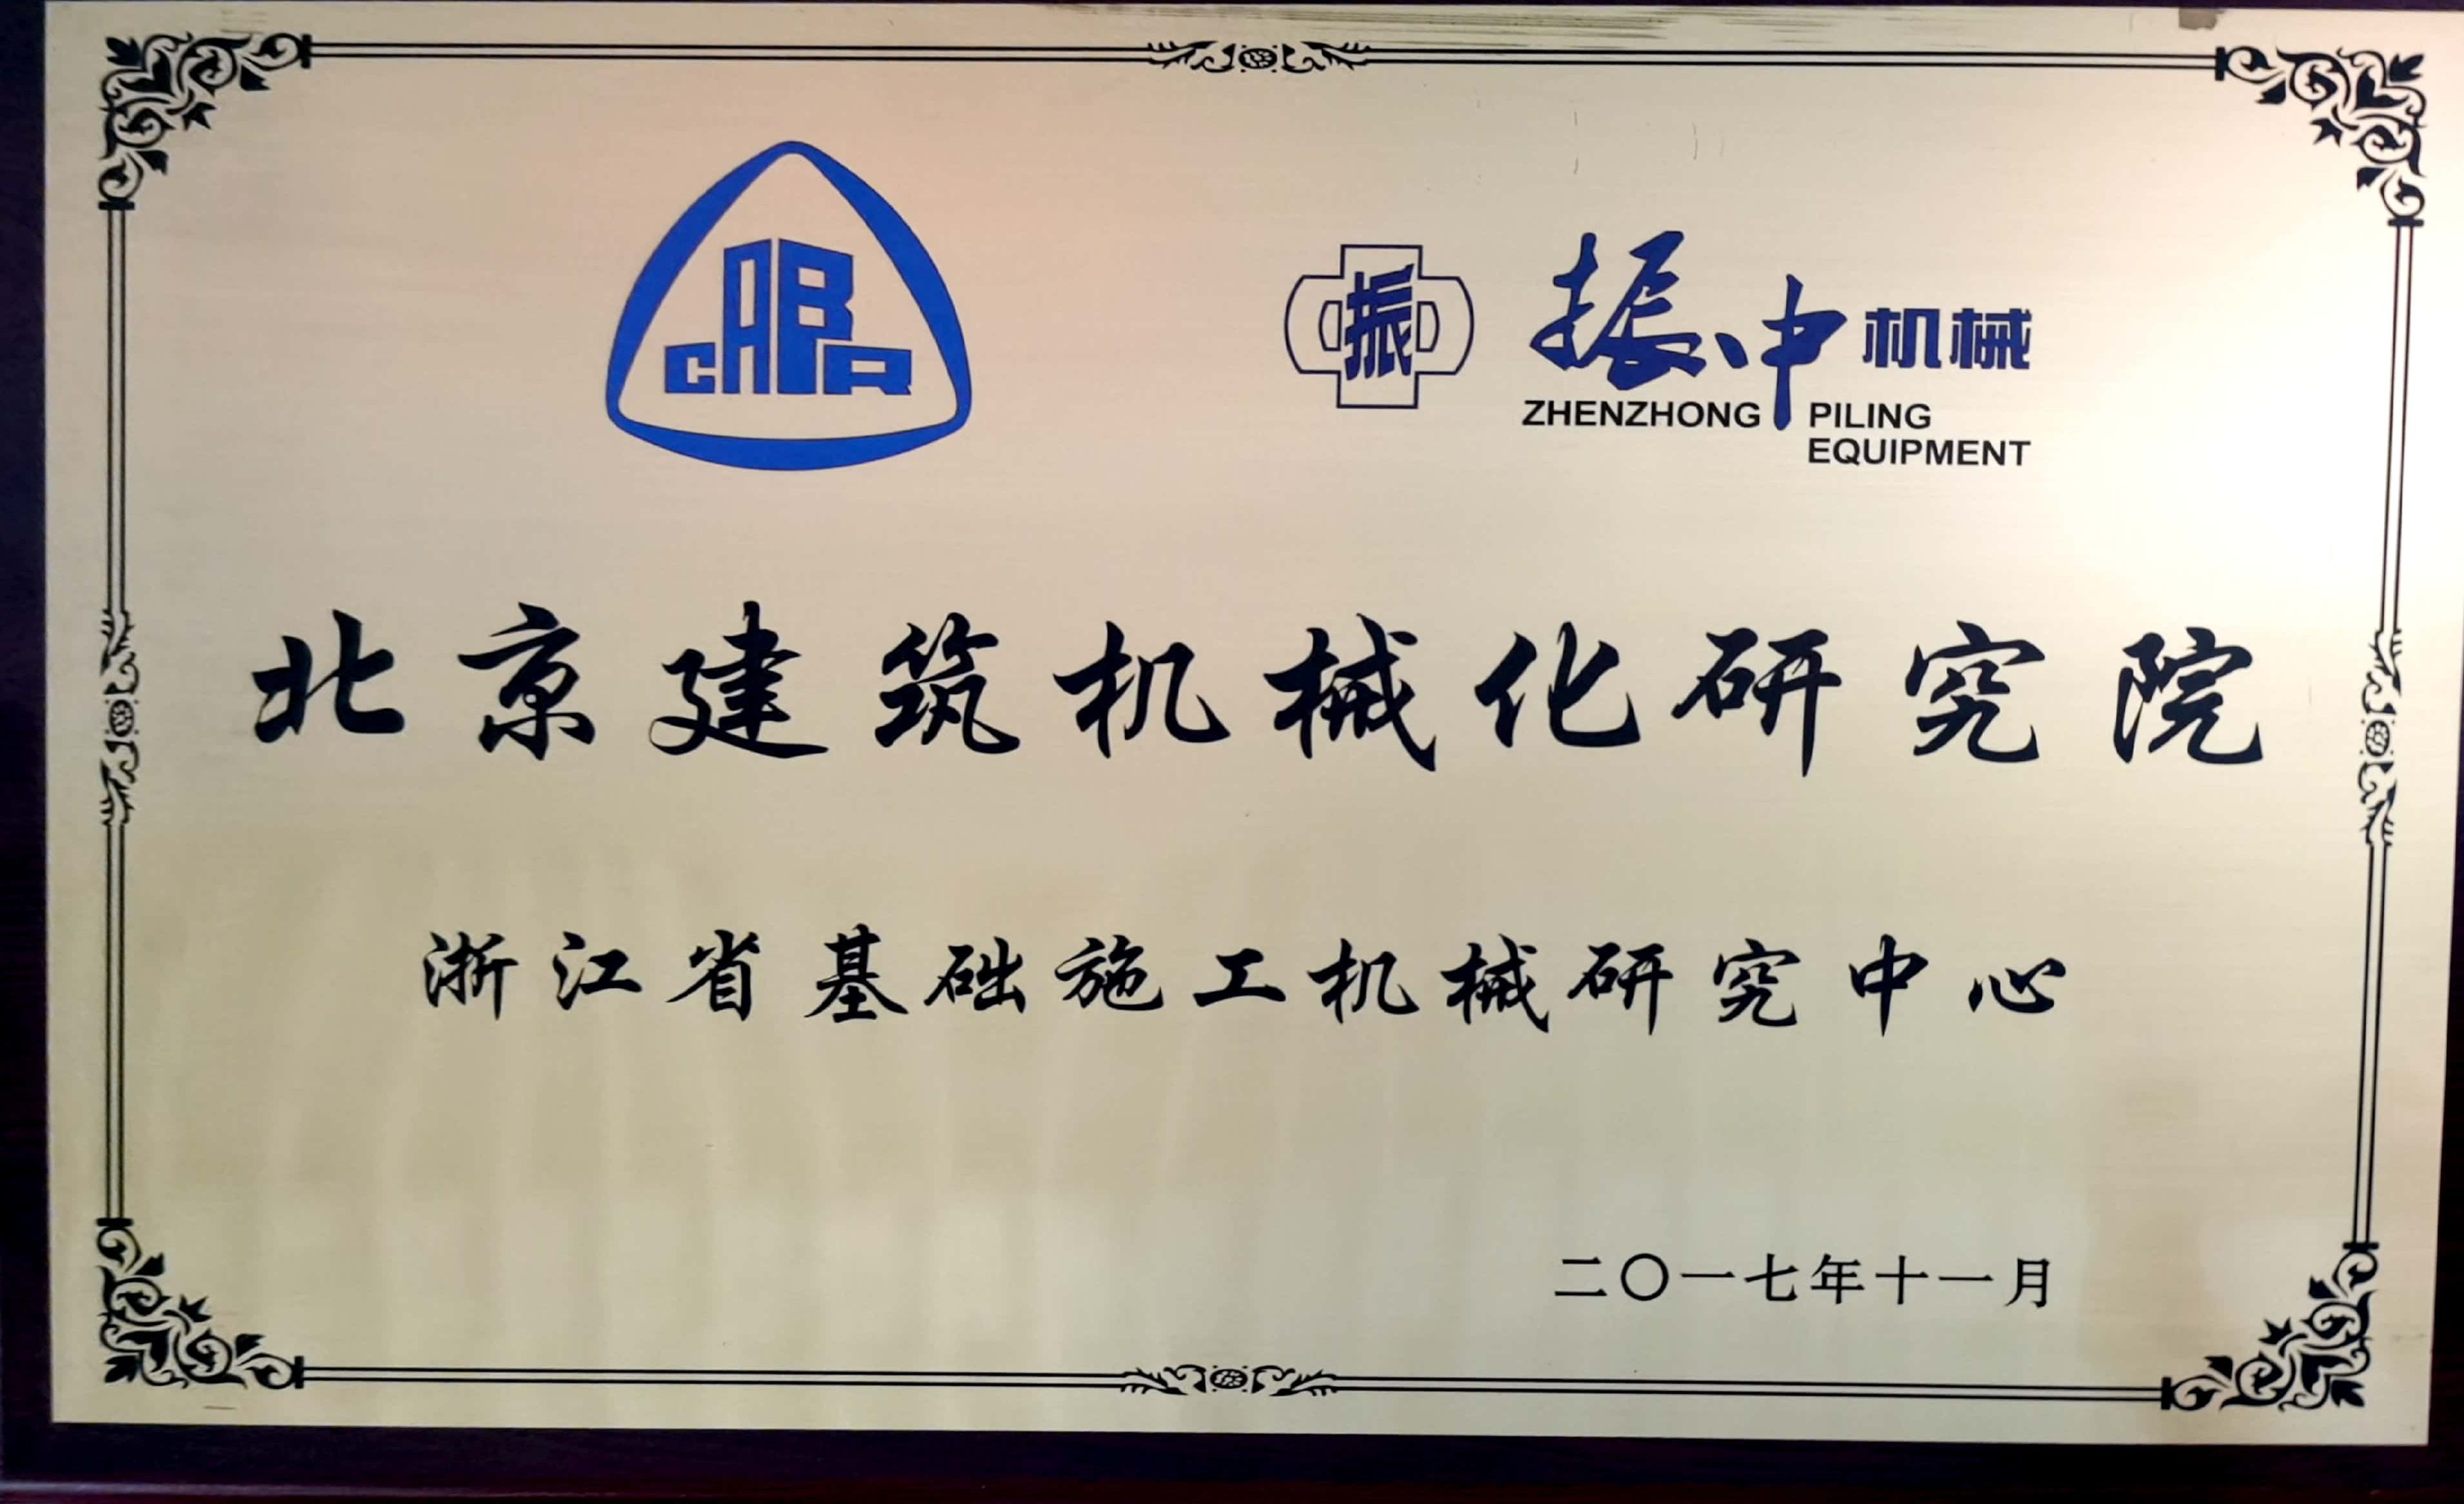 CABR
振 振中机械
ZHENZHONG PILING
EQUIPMENT
北京建筑机械化研究院
浙江省基础施工机械研究中心
二〇一七年十一月